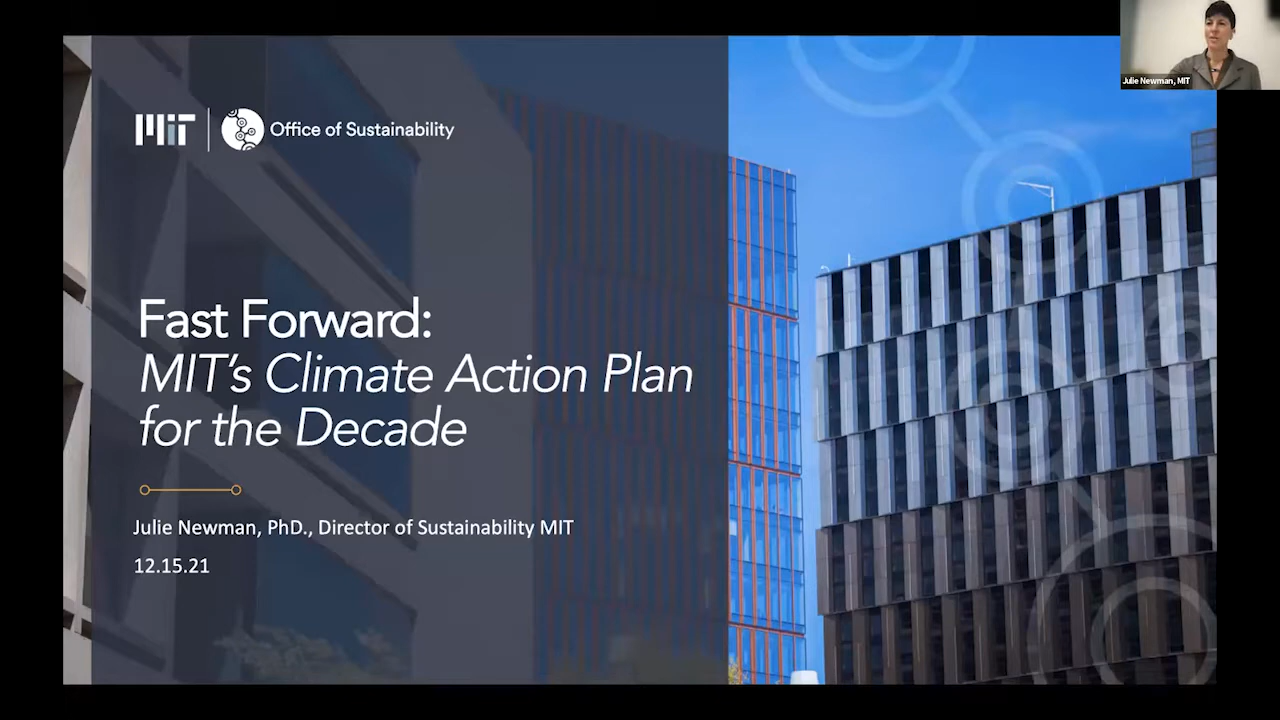 MIT
Office of Sustainability
Fast Forward:
MIT's Climate Action Plan
for the Decade
Julie Newman, PhD., Director of Sustainability MIT
12.15.21
Julie Newman, MIT